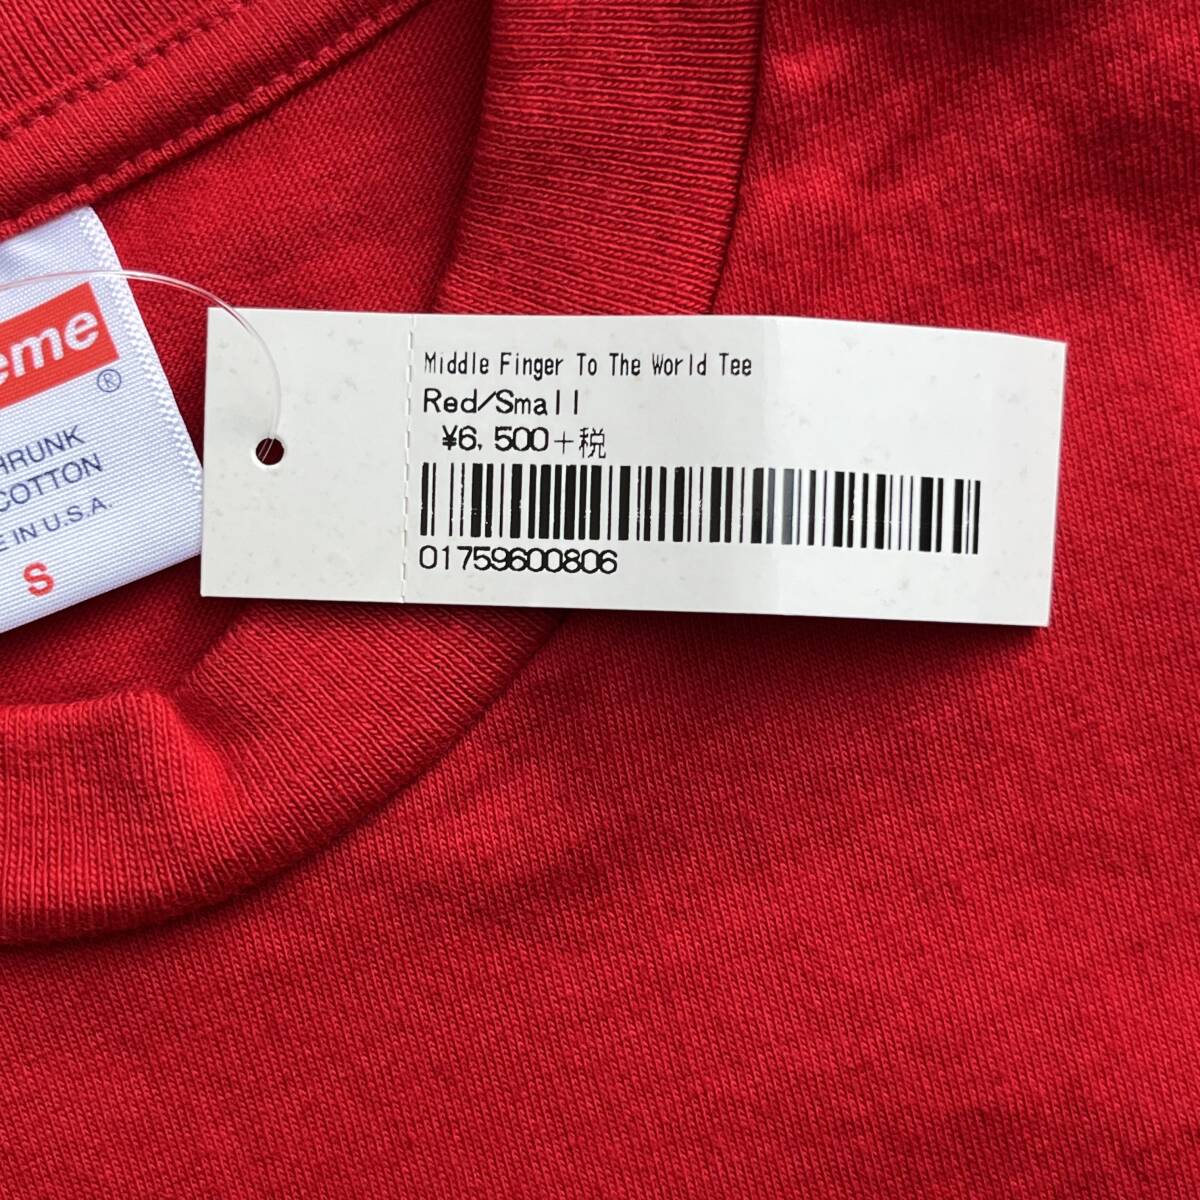 eme
®
HRUNK
COTTON
E IN U.S.A.
S
Middle Finger To The World Tee
Red/Small
¥6,500+税
01759600806